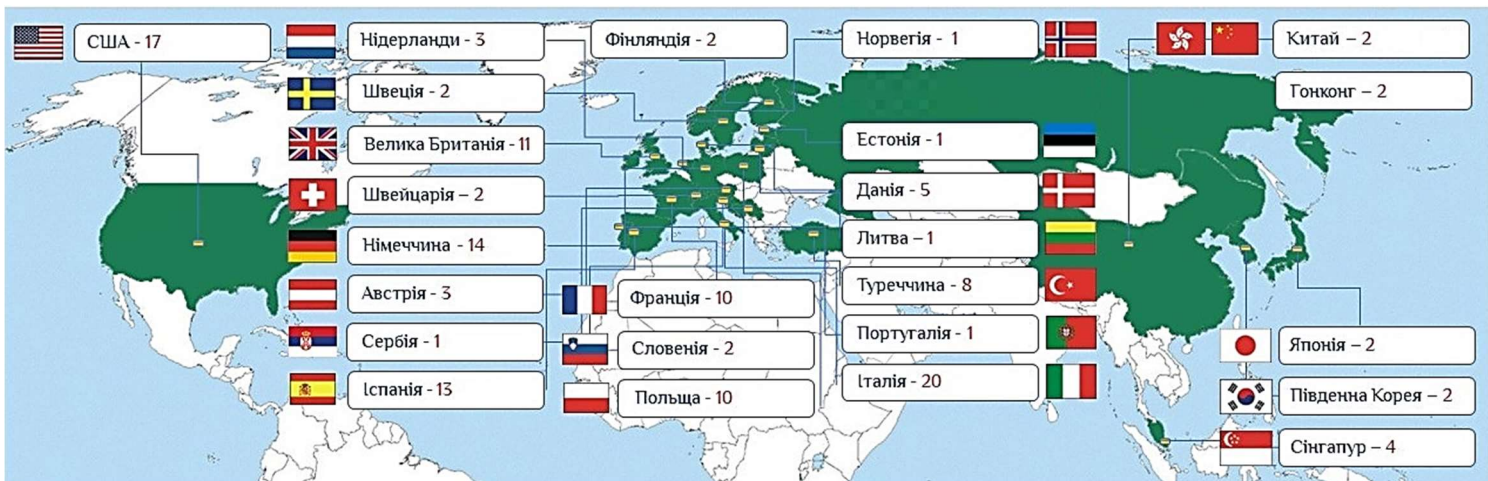 США - 17
Нідерланди - 3
Фінляндія - 2
Норвегія - 1
Китай – 2
Швеція - 2
Гонконг – 2
Велика Британія - 11
Естонія - 1
Швейцарія – 2
Данія - 5
Німеччина - 14
Литва – 1
Австрія - 3
Франція - 10
Туреччина - 8
Сербія - 1
Словенія - 2
Португалія - 1
Японія – 2
Іспанія - 13
Польща - 10
Італія - 20
Південна Корея – 2
Сінгапур – 4